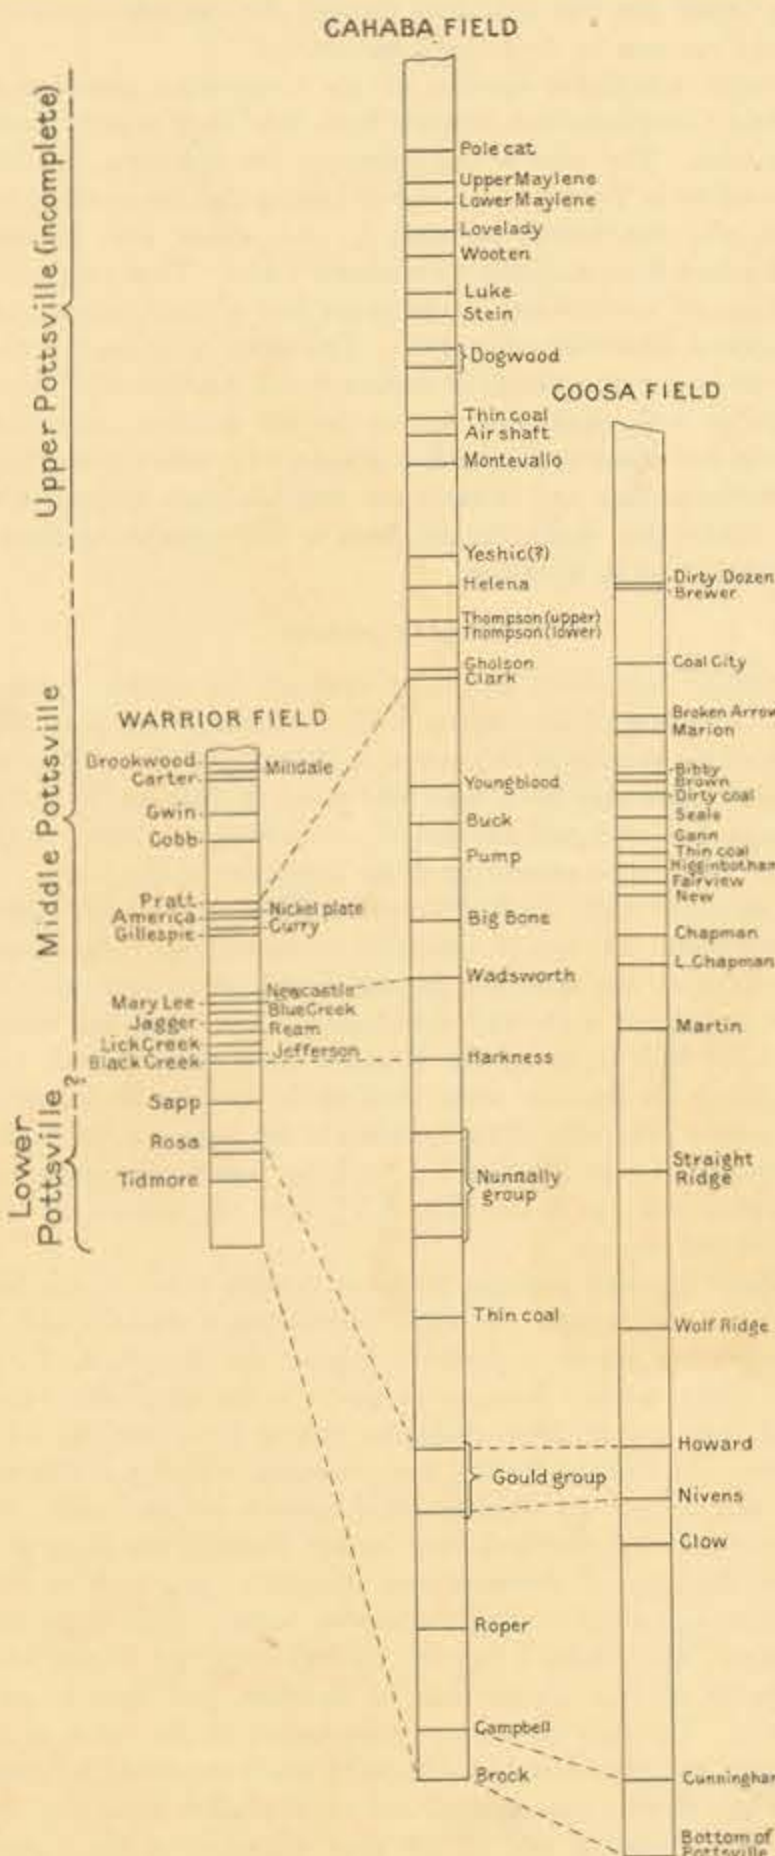 CAHABA FIELD
Pole cat
Upper Maylene
Lower Maylene
Lovelady
Wooten
Luke
Stein
Dogwood
Thin coal
Air shaft
Montevallo
Yeshic(?)
Helena
Thompson (upper)
Thompson (lower)
Gholson
Clark
Youngblood
Buck
Pump
Big Bone
Wadsworth
Harkness
Nunnally
group
Thin coal
Gould group
Roper
Campbell
Brock
COOSA FIELD
Dirty Dozen
Brewer
Coal City
Broken Arrow
Marion
Bibby
Brown
Dirty coal
Seale
Gann
Thin coal
Higginbotham
Fairview
New
Chapman
L. Chapman
Martin
Straight
Ridge
Wolf Ridge
Howard
Nivens
Clow
Cunningham
Bottom of
Pottsville
WARRIOR FIELD
Brookwood
Milldale
Carter
Gwin
Cobb
Pratt
Nickel plate
America
Curry
Gillespie
Newcastle
Mary Lee
Blue Creek
Jagger
Ream
Lick Creek
Jefferson
Black Creek
Sapp
Rosa
Tidmore
Upper Pottsville (incomplete)
Middle Pottsville
?
Lower
Pottsville